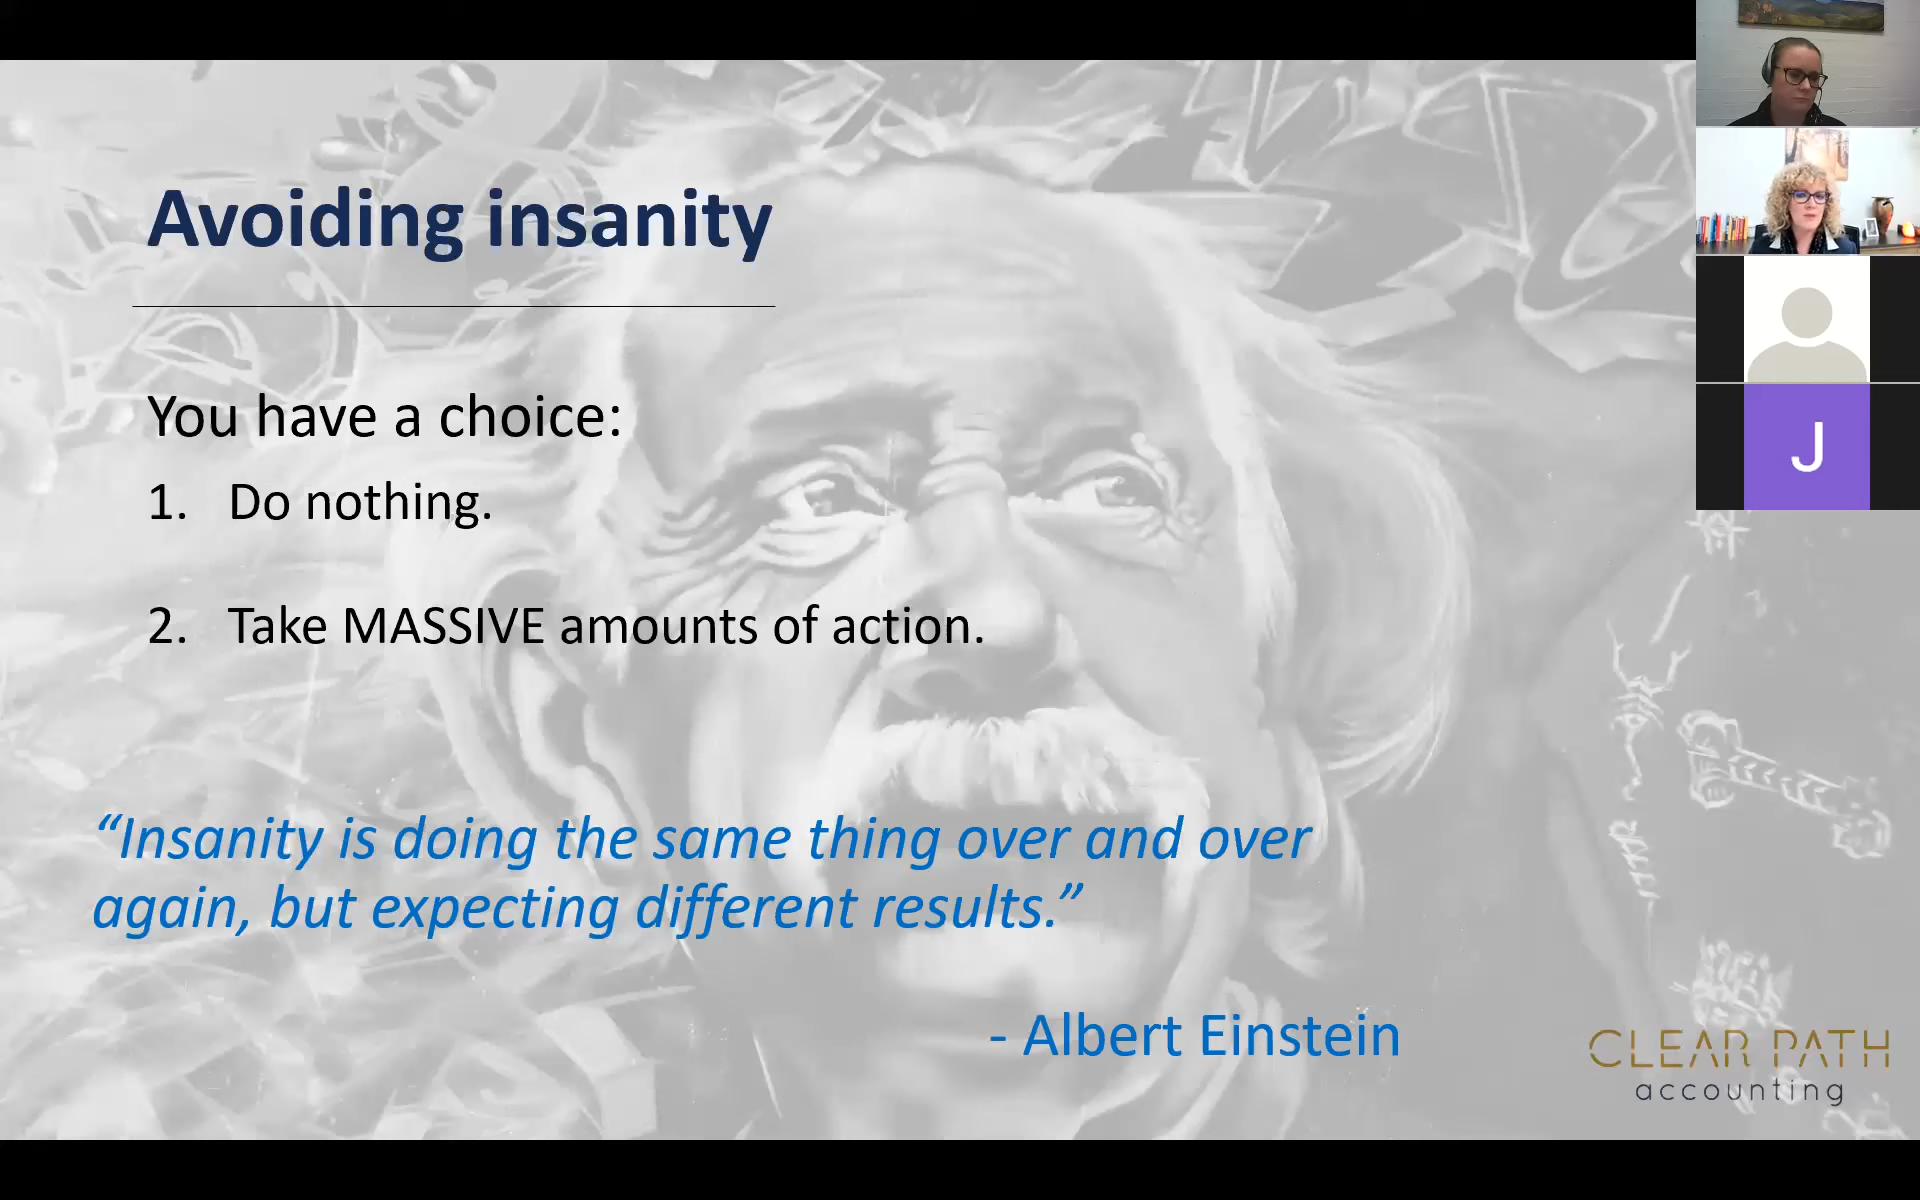 Avoiding insanity
You have a choice:
1. Do nothing.
2. Take MASSIVE amounts of action.
“Insanity is doing the same thing over and over
again, but expecting different results.”
- Albert Einstein
CLEAR PATH
accounting
J